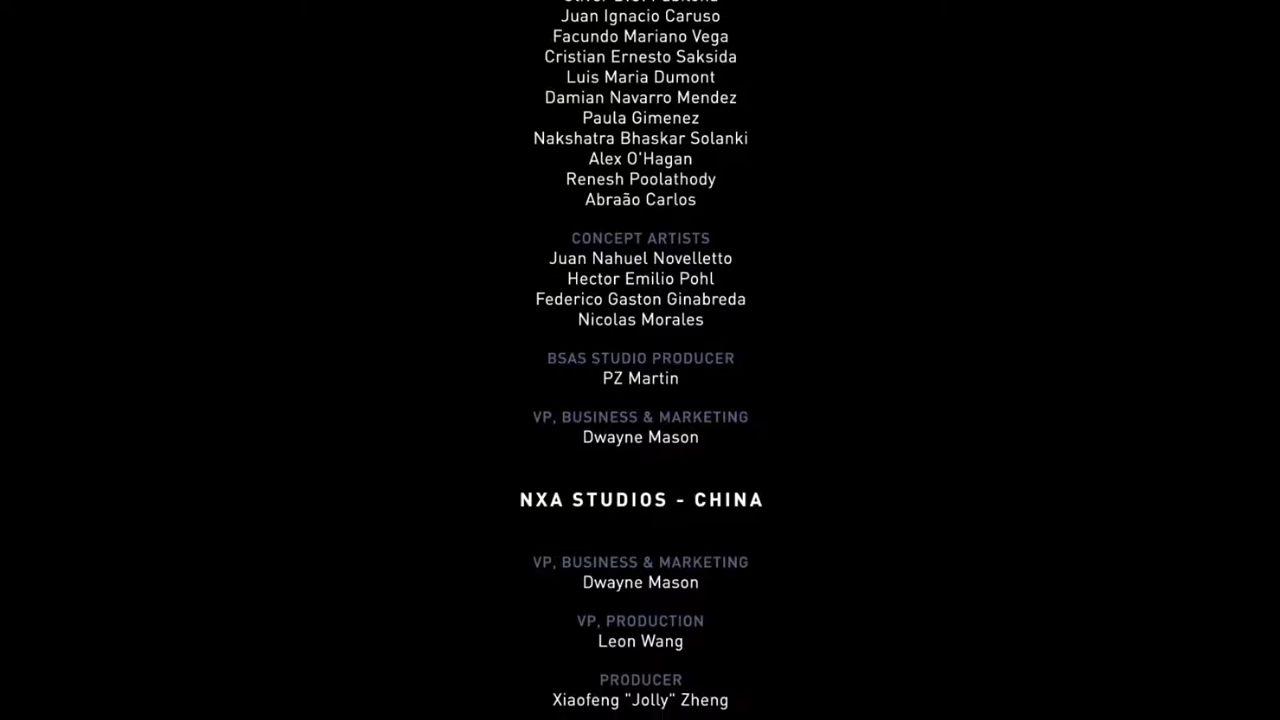 Juan Ignacio Caruso
Facundo Mariano Vega
Cristian Ernesto Saksida
Luis Maria Dumont
Damian Navarro Mendez
Paula Gimenez
Nakshatra Bhaskar Solanki
Alex O'Hagan
Renesh Poolathody
Abraão Carlos
CONCEPT ARTISTS
Juan Nahuel Novelletto
Hector Emilio Pohl
Federico Gaston Ginabreda
Nicolas Morales
BSAS STUDIO PRODUCER
PZ Martin
VP, BUSINESS & MARKETING
Dwayne Mason
NXA STUDIOS - CHINA
VP, BUSINESS & MARKETING
Dwayne Mason
VP, PRODUCTION
Leon Wang
PRODUCER
Xiaofeng "Jolly" Zheng